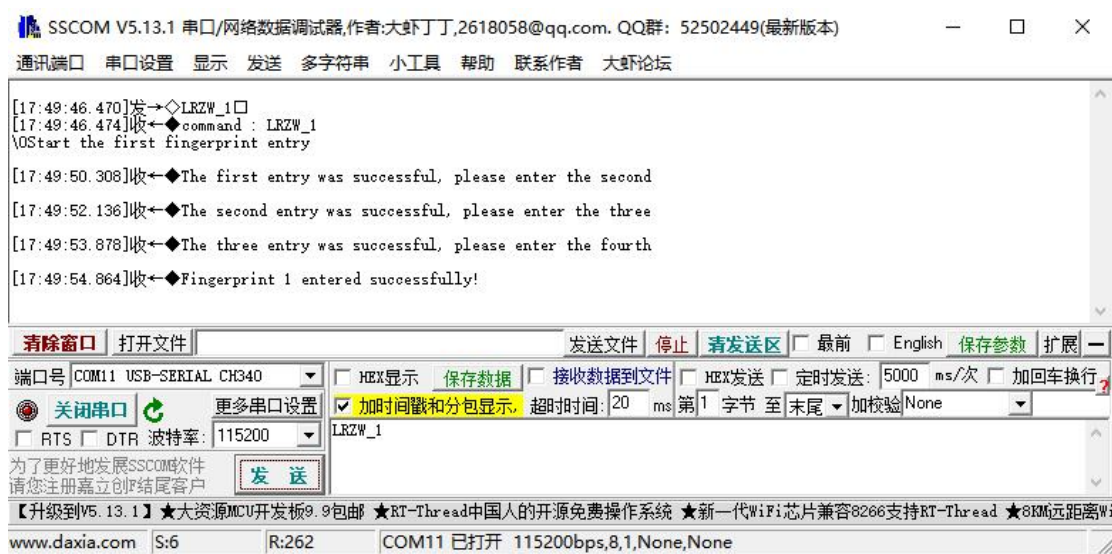 SSCOM V5.13.1 串口/网络数据调试器,作者:大虾丁丁,2618058@qq.com. QQ群: 52502449(最新版本)
通讯端口 串口设置 显示 发送 多字符串 小工具 帮助 联系作者 大虾论坛
[17:49:46.470]发→◇LRZW_1□
[17:49:46.474]收←◆command : LRZW_1
\0Start the first fingerprint entry
[17:49:50.308]收←◆The first entry was successful, please enter the second
[17:49:52.136]收←◆The second entry was successful, please enter the three
[17:49:53.878]收←◆The three entry was successful, please enter the fourth
[17:49:54.864]收←◆Fingerprint 1 entered successfully!
清除窗口 打开文件 发送文件 停止 清发送区 最前 English 保存参数 扩展 —
端口号 COM11 USB-SERIAL CH340 HEX显示 保存数据 接收数据到文件 HEX发送 定时发送: 5000 ms/次 加回车换行
关闭串口 更多串口设置 加时间戳和分包显示, 超时时间: 20 ms 第1 字节 至 末尾 加校验 None
RTS DTR 波特率: 115200 LRZW_1
为了更好地发展SSCOM软件
请您注册嘉立创F结尾客户
发 送
【升级到V5.13.1】★大资源MCU开发板9.9包邮 ★RT-Thread中国人的开源免费操作系统 ★新一代WiFi芯片兼容8266支持RT-Thread ★8KM远距离Wi
www.daxia.com S:6 R:262 COM11 已打开 115200bps,8,1,None,None